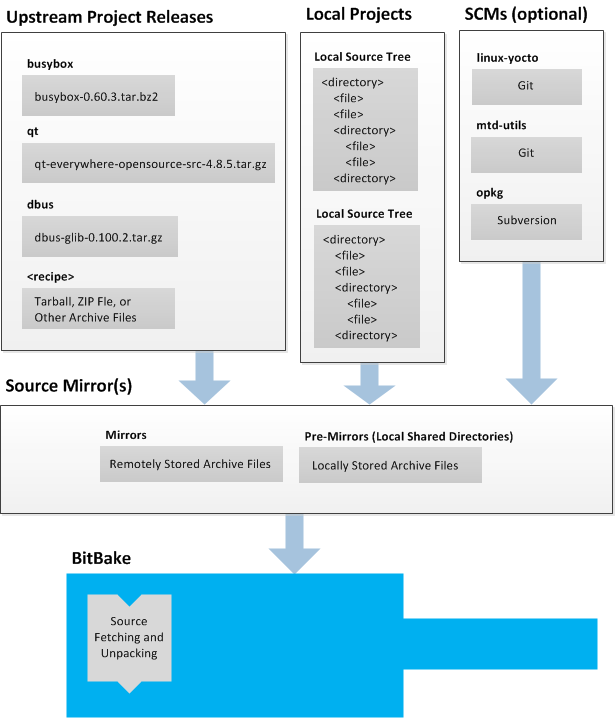 Upstream Project Releases
busybox
busybox-0.60.3.tar.bz2
qt
qt-everywhere-opensource-src-4.8.5.tar.gz
dbus
dbus-glib-0.100.2.tar.gz
<recipe>
Tarball, ZIP Fle, or
Other Archive Files
Local Projects
Local Source Tree
<directory>
<file>
<file>
<directory>
<file>
<file>
<directory>
Local Source Tree
<directory>
<file>
<file>
<directory>
<file>
<file>
<directory>
SCMs (optional)
linux-yocto
Git
mtd-utils
Git
opkg
Subversion
Source Mirror(s)
Mirrors
Remotely Stored Archive Files
Pre-Mirrors (Local Shared Directories)
Locally Stored Archive Files
BitBake
Source
Fetching and
Unpacking